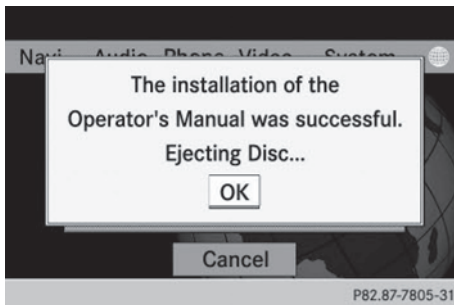 Navi Audio Phone Video System
The installation of the
Operator's Manual was successful.
Ejecting Disc...
OK
Cancel
P82.87-7805-31